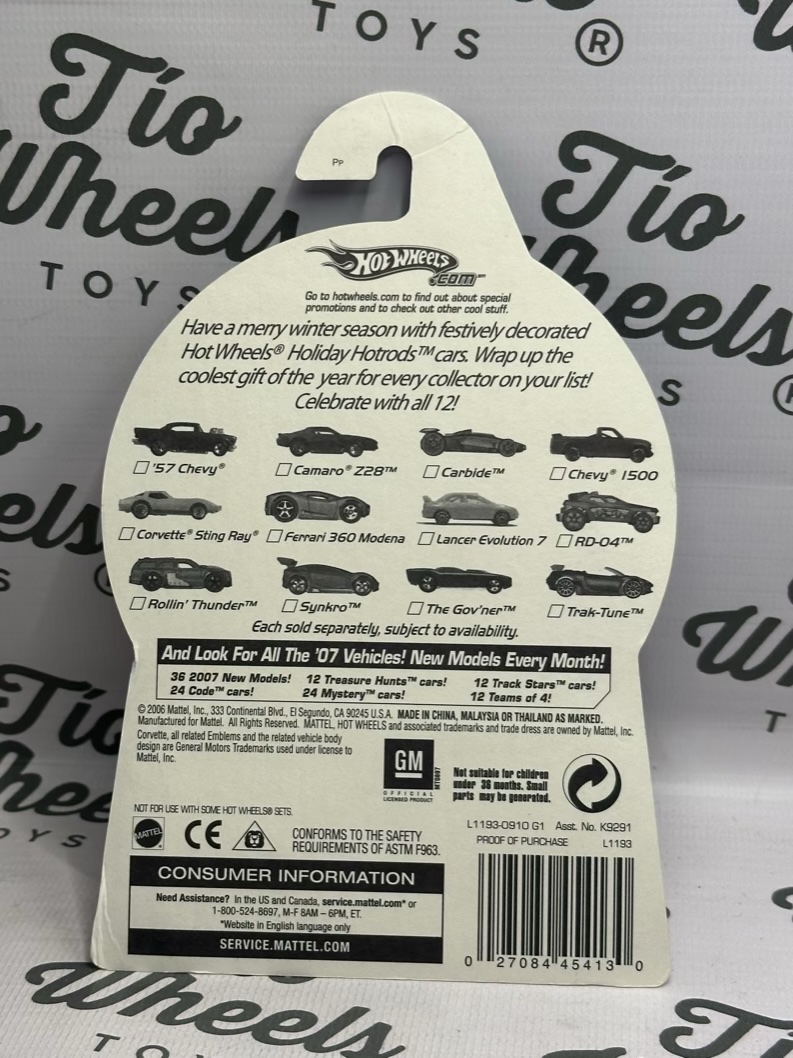 TOYS ®
Tío
Wheels
TOYS
Tío
Wheels
Pp
HOT WHEELS
.COM™
Go to hotwheels.com to find out about special
promotions and to check out other cool stuff.
Have a merry winter season with festively decorated
Hot Wheels® Holiday Hotrods™ cars. Wrap up the
coolest gift of the year for every collector on your list!
Celebrate with all 12!
'57 Chevy® Camaro® Z28™ Carbide™ Chevy® 1500
Corvette® Sting Ray® Ferrari 360 Modena Lancer Evolution 7 RD-04™
Rollin' Thunder™ Synkro™ The Gov'ner™ Trak-Tune™
Each sold separately, subject to availability.
And Look For All The '07 Vehicles! New Models Every Month!
36 2007 New Models! 12 Treasure Hunts™ cars! 12 Track Stars™ cars!
24 Code™ cars! 24 Mystery™ cars! 12 Teams of 4!
© 2006 Mattel, Inc., 333 Continental Blvd., El Segundo, CA 90245 U.S.A. MADE IN CHINA, MALAYSIA OR THAILAND AS MARKED.
Manufactured for Mattel. All Rights Reserved. MATTEL, HOT WHEELS and associated trademarks and trade dress are owned by Mattel, Inc.
Corvette, all related Emblems and the related vehicle body
design are General Motors Trademarks used under license to
Mattel, Inc.
GM
OFFICIAL
LICENSED PRODUCT
Not suitable for children
under 36 months. Small
parts may be generated.
NOT FOR USE WITH SOME HOT WHEELS® SETS.
L1193-0910 G1 Asst. No. K9291
PROOF OF PURCHASE L1193
MATTEL
CE
CONFORMS TO THE SAFETY
REQUIREMENTS OF ASTM F963.
CONSUMER INFORMATION
Need Assistance? In the US and Canada, service.mattel.com* or
1-800-524-8697, M-F 8AM – 6PM, ET.
*Website in English language only
SERVICE.MATTEL.COM
0 27084 45413 0
Wheels